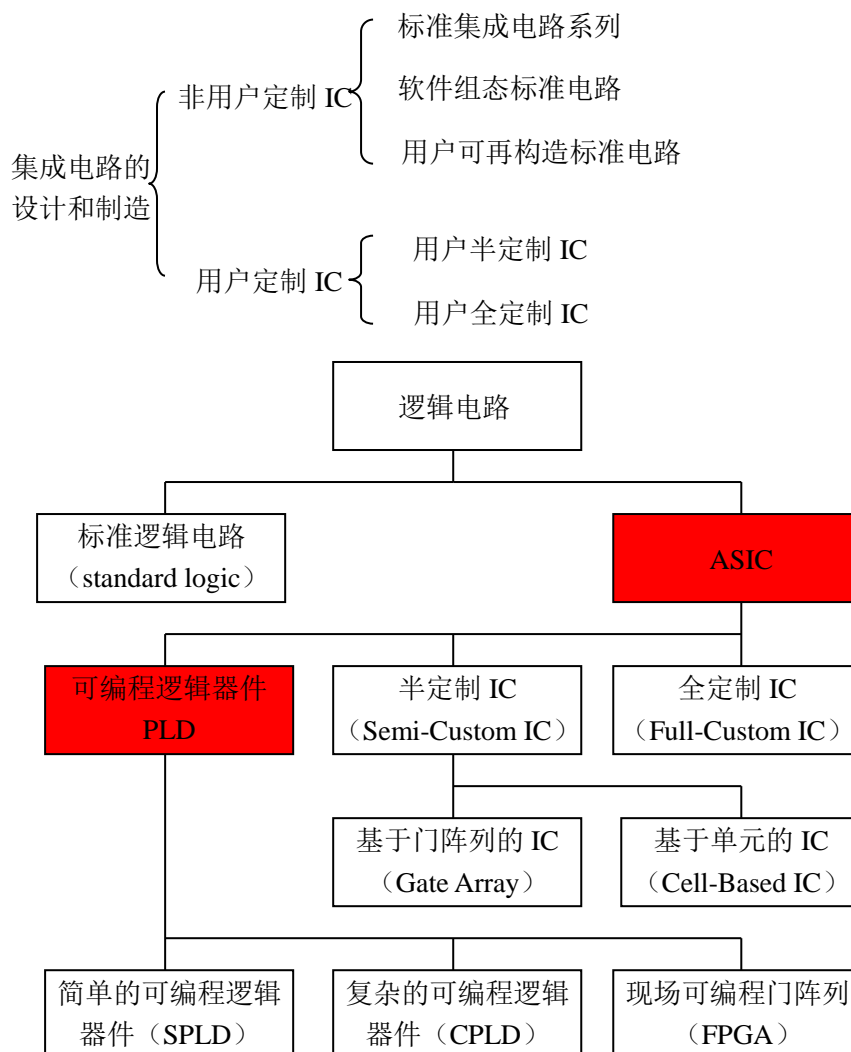 标准集成电路系列
非用户定制 IC
软件组态标准电路
用户可再构造标准电路
集成电路的
设计和制造
用户半定制 IC
用户定制 IC
用户全定制 IC
逻辑电路
标准逻辑电路
（standard logic）
ASIC
可编程逻辑器件
PLD
半定制 IC
（Semi-Custom IC）
全定制 IC
（Full-Custom IC）
基于门阵列的 IC
（Gate Array）
基于单元的 IC
（Cell-Based IC）
简单的可编程逻辑
器件（SPLD）
复杂的可编程逻辑
器件（CPLD）
现场可编程门阵列
（FPGA）